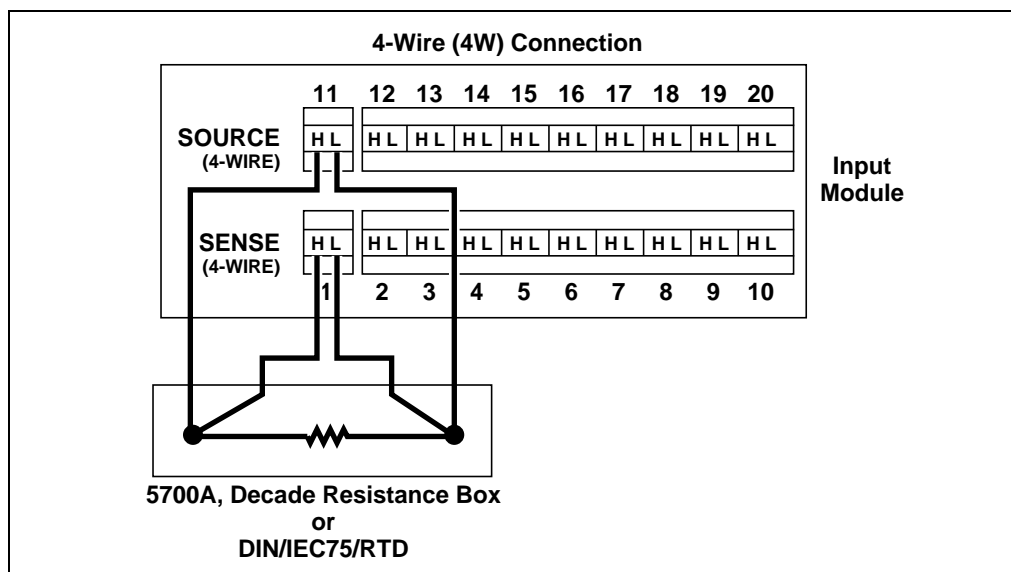 4-Wire (4W) Connection
11 12 13 14 15 16 17 18 19 20
SOURCE
(4-WIRE)
H L H L H L H L H L H L H L H L H L H L
Input
Module
SENSE
(4-WIRE)
H L H L H L H L H L H L H L H L H L H L
1 2 3 4 5 6 7 8 9 10
5700A, Decade Resistance Box
or
DIN/IEC75/RTD